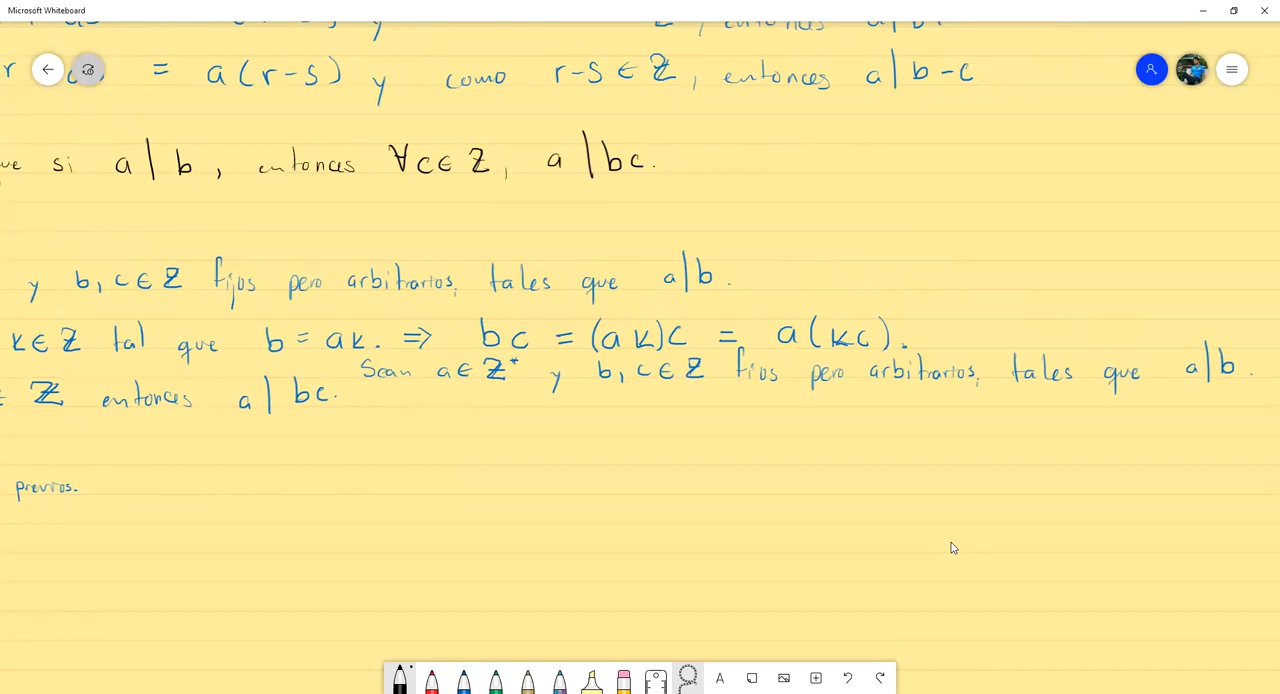 Microsoft Whiteboard
= a(r-s) y como r-s ∈ ℤ, entonces a | b-c
si a | b, entonces ∀c∈ℤ, a | bc.
y b, c ∈ ℤ fijos pero arbitrarios, tales que a | b.
k∈ℤ tal que b = ak. ⇒ bc = (ak)c = a(kc).
Sean a∈ℤ* y b, c ∈ ℤ fijos pero arbitrarios, tales que a | b.
ℤ entonces a | bc.
previos.
A